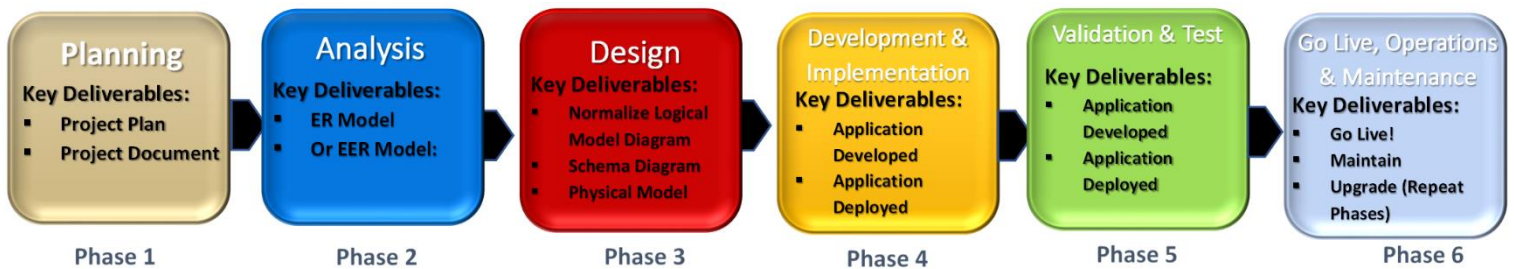 Planning
Key Deliverables:
▪ Project Plan
▪ Project Document
Phase 1
Analysis
Key Deliverables:
▪ ER Model
▪ Or EER Model:
Phase 2
Design
Key Deliverables:
▪ Normalize Logical
Model Diagram
▪ Schema Diagram
▪ Physical Model
Phase 3
Development &
Implementation
Key Deliverables:
▪ Application
Developed
▪ Application
Deployed
Phase 4
Validation & Test
Key Deliverables:
▪ Application
Developed
▪ Application
Deployed
Phase 5
Go Live, Operations
& Maintenance
Key Deliverables:
▪ Go Live!
▪ Maintain
▪ Upgrade (Repeat
Phases)
Phase 6